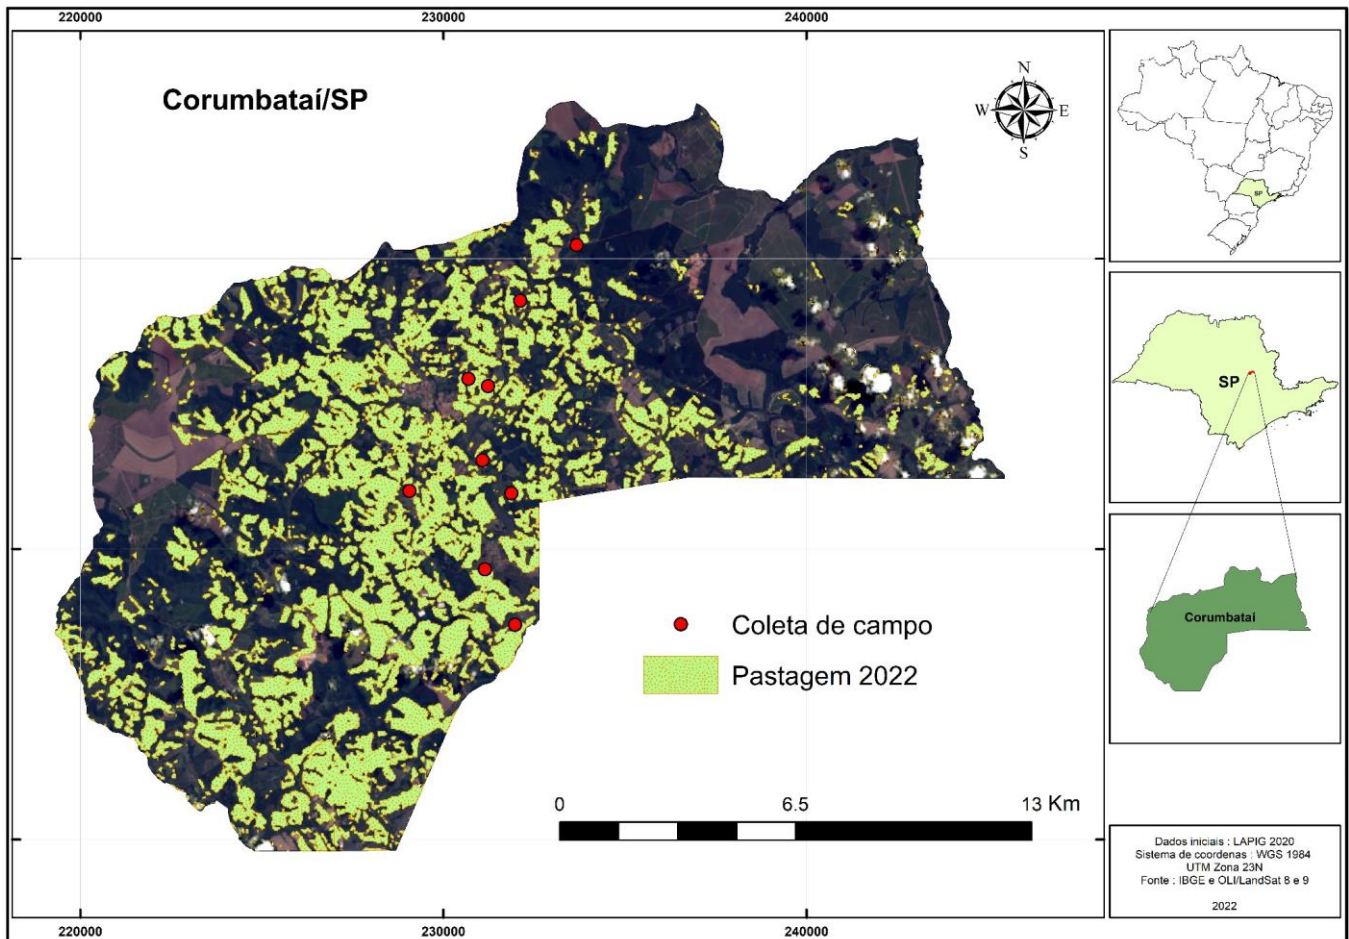 220000
230000
240000
Corumbataí/SP
N
W
E
S
SP
SP
Corumbataí
Coleta de campo
Pastagem 2022
0
6.5
13 Km
Dados iniciais : LAPIG 2020
Sistema de coordenas : WGS 1984
UTM Zona 23N
Fonte : IBGE e OLI/LandSat 8 e 9
2022
220000
230000
240000